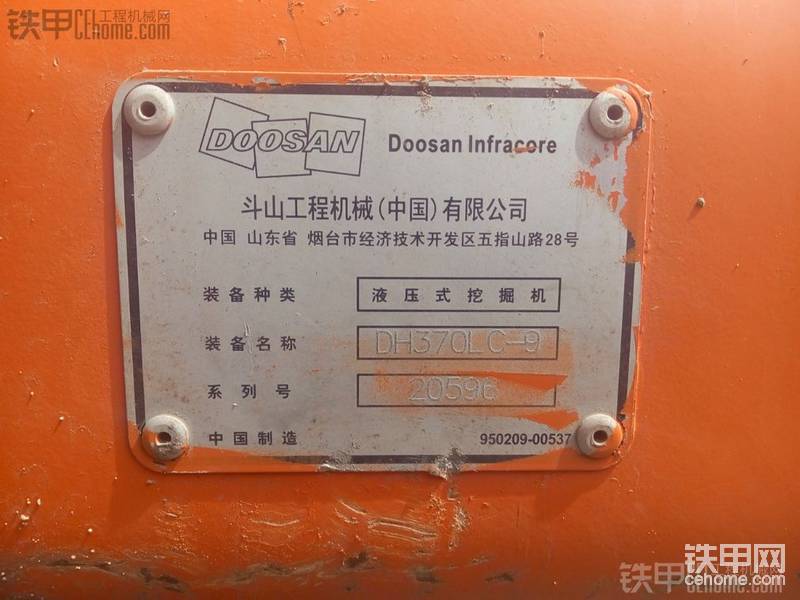 铁甲CE工程机械网
CEhome.com
DOOSAN
Doosan Infracore
斗山工程机械(中国)有限公司
中国 山东省 烟台市经济技术开发区五指山路28号
装备种类 液压式挖掘机
装备名称 DH370LC-9
系列号 20596
中国制造 950209-00537
铁甲网
cehome.com